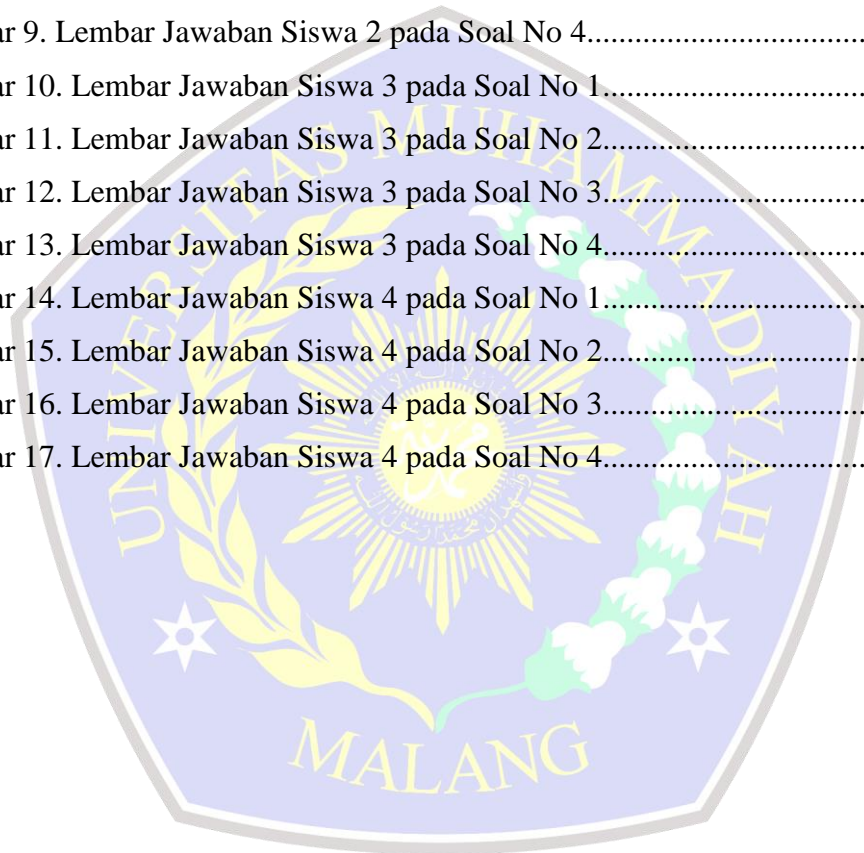 ar 9. Lembar Jawaban Siswa 2 pada Soal No 4................................
ar 10. Lembar Jawaban Siswa 3 pada Soal No 1..............................
ar 11. Lembar Jawaban Siswa 3 pada Soal No 2..............................
ar 12. Lembar Jawaban Siswa 3 pada Soal No 3..............................
ar 13. Lembar Jawaban Siswa 3 pada Soal No 4..............................
ar 14. Lembar Jawaban Siswa 4 pada Soal No 1..............................
ar 15. Lembar Jawaban Siswa 4 pada Soal No 2..............................
ar 16. Lembar Jawaban Siswa 4 pada Soal No 3..............................
ar 17. Lembar Jawaban Siswa 4 pada Soal No 4..............................
UNIVERSITAS MUHAMMADIYAH
MALANG